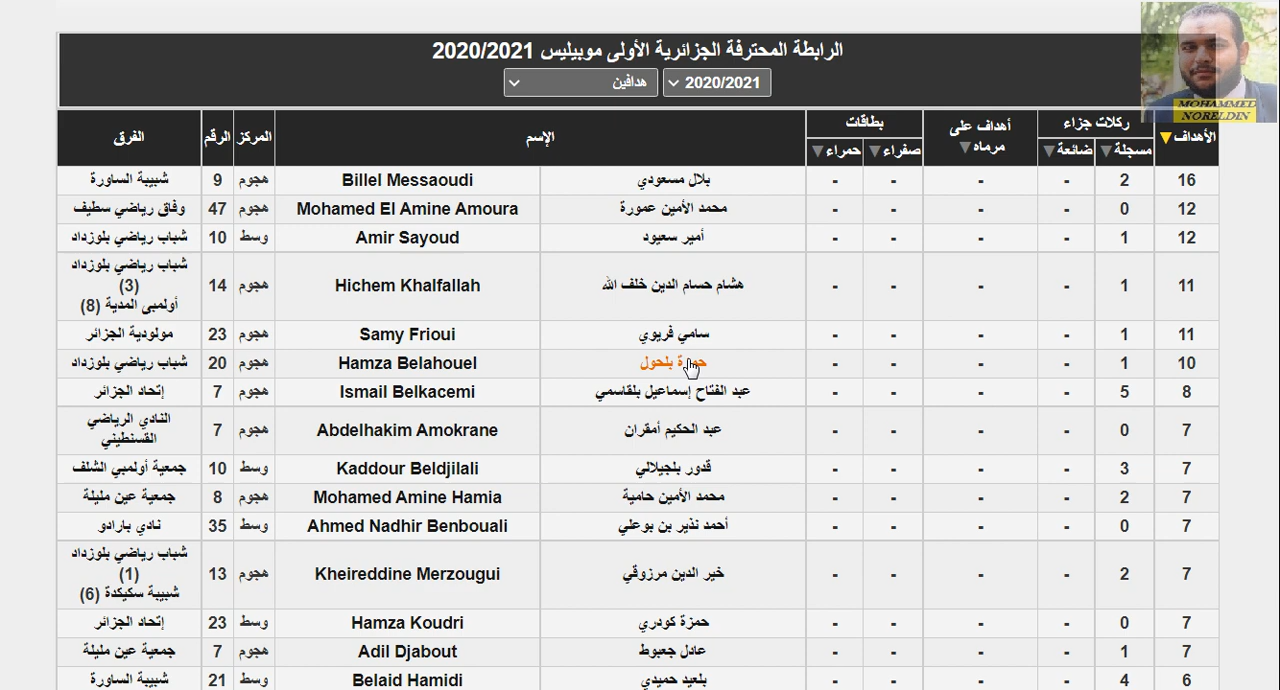 الرابطة المحترفة الجزائرية الأولى موبيليس 2020/2021
2020/2021 هدافين
MOHAMMED
NORELDIN
الأهداف ركلات جزاء مسجلة ضائعة أهداف على مرماه بطاقات صفراء حمراء الإسم المركز الرقم الفرق
16 2 - - - - بلال مسعودي Billel Messaoudi هجوم 9 شبيبة الساورة
12 0 - - - - محمد الأمين عمورة Mohamed El Amine Amoura هجوم 47 وفاق رياضي سطيف
12 1 - - - - أمير سعيود Amir Sayoud وسط 10 شباب رياضي بلوزداد
11 1 - - - - هشام حسام الدين خلف الله Hichem Khalfallah هجوم 14 شباب رياضي بلوزداد
(3)
أولمبى المدية (8)
11 1 - - - - سامي فريوي Samy Frioui هجوم 23 مولودية الجزائر
10 1 - - - - حمزة بلحول Hamza Belahouel هجوم 20 شباب رياضي بلوزداد
8 5 - - - - عبد الفتاح إسماعيل بلقاسمي Ismail Belkacemi هجوم 7 إتحاد الجزائر
7 0 - - - - عبد الحكيم أمقران Abdelhakim Amokrane هجوم 7 النادي الرياضي
القسنطيني
7 3 - - - - قدور بلجيلالي Kaddour Beldjilali وسط 10 جمعية أولمبي الشلف
7 2 - - - - محمد الأمين حامية Mohamed Amine Hamia هجوم 8 جمعية عين مليلة
7 0 - - - - أحمد نذير بن بوعلي Ahmed Nadhir Benbouali وسط 35 نادي بارادو
7 2 - - - - خير الدين مرزوقي Kheireddine Merzougui هجوم 13 شباب رياضي بلوزداد
(1)
شبيبة سكيكدة (6)
7 0 - - - - حمزة كودري Hamza Koudri وسط 23 إتحاد الجزائر
7 1 - - - - عادل جعبوط Adil Djabout هجوم 7 جمعية عين مليلة
6 4 - - - - بلعيد حميدي Belaid Hamidi وسط 21 شبيبة الساورة